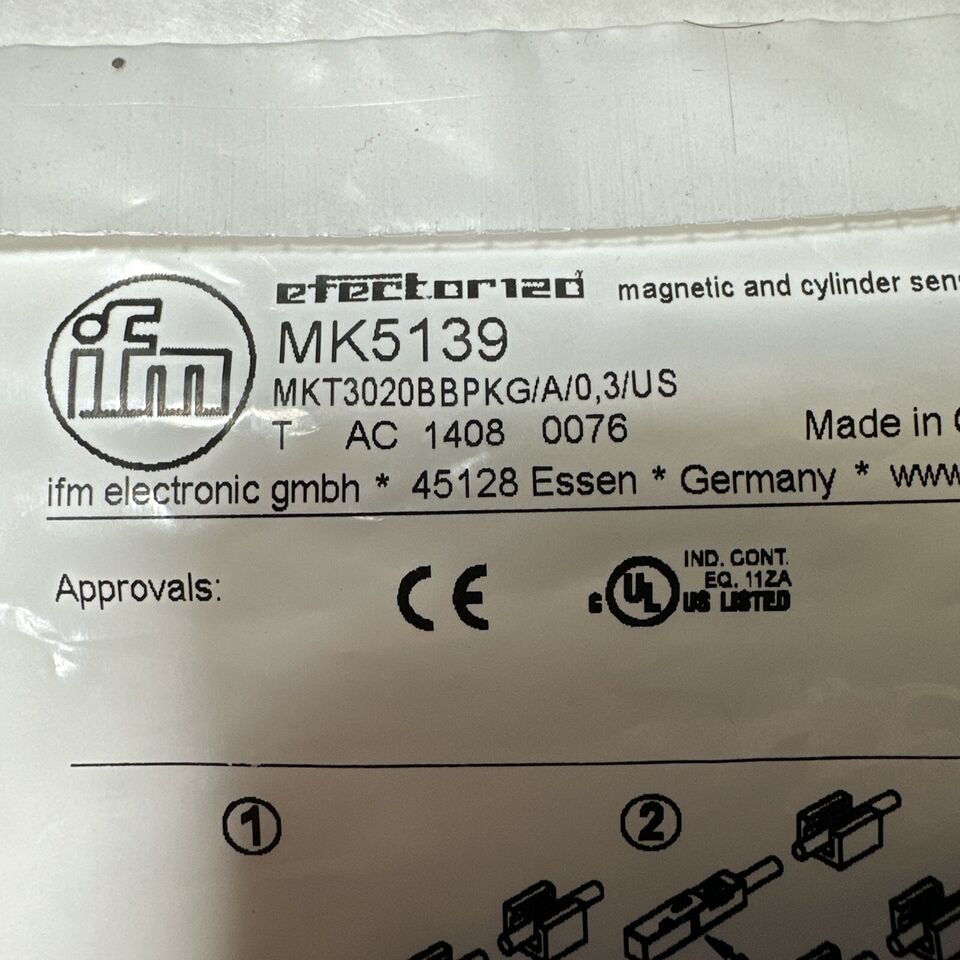 ifm
efector120 magnetic and cylinder
MK5139
MKT3020BBPKG/A/0,3/US
T AC 1408 0076
Made in
ifm electronic gmbh * 45128 Essen * Germany *
Approvals:
CE
c UL US LISTED
IND. CONT.
EQ. 11ZA
1
2